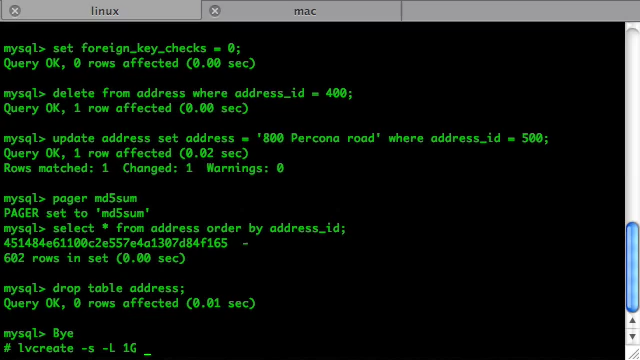 linux
mac
mysql> set foreign_key_checks = 0;
Query OK, 0 rows affected (0.00 sec)
mysql> delete from address where address_id = 400;
Query OK, 1 row affected (0.00 sec)
mysql> update address set address = '800 Percona road' where address_id = 500;
Query OK, 1 row affected (0.02 sec)
Rows matched: 1  Changed: 1  Warnings: 0
mysql> pager md5sum
PAGER set to 'md5sum'
mysql> select * from address order by address_id;
451484e61100c2e557e4a1307d84f165  -
602 rows in set (0.00 sec)
mysql> drop table address;
Query OK, 0 rows affected (0.01 sec)
mysql> Bye
# lvcreate -s -L 1G _